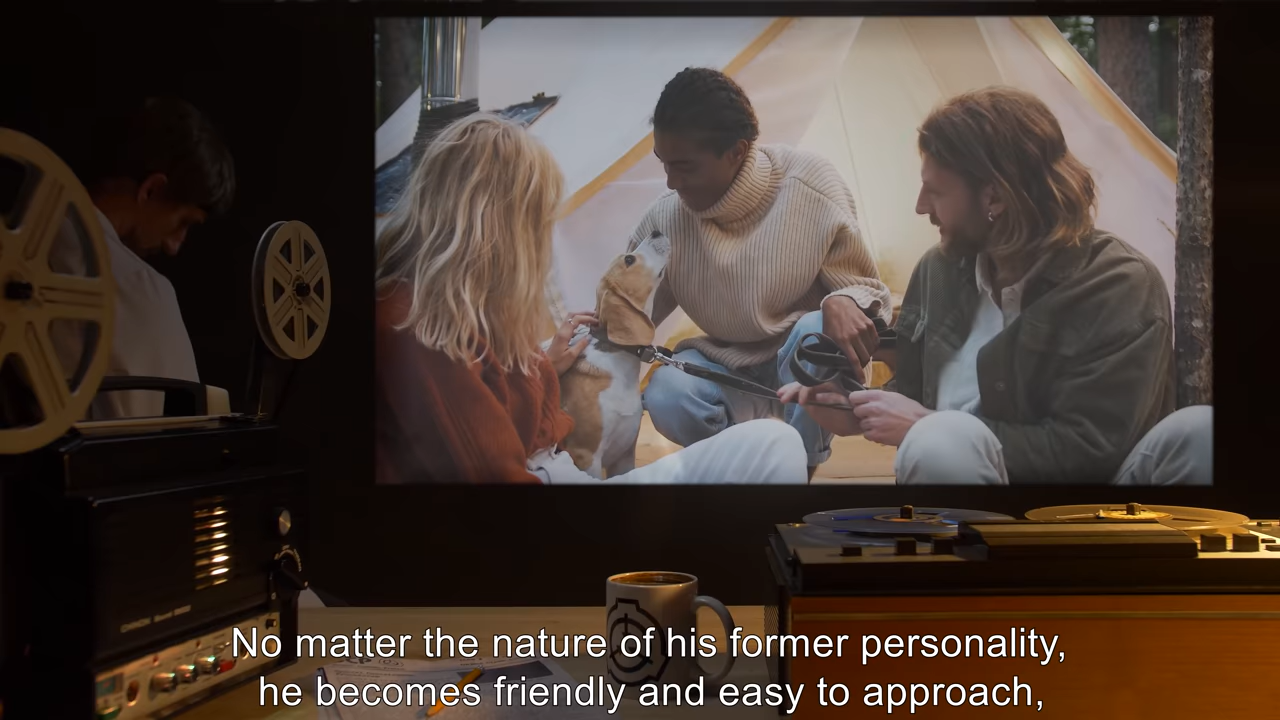 No matter the nature of his former personality,
he becomes friendly and easy to approach,